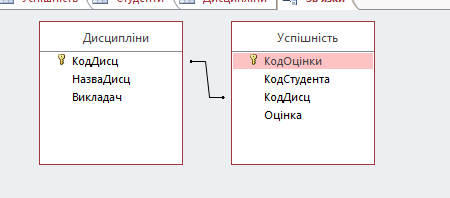 Успішність Студенти Дисципліни Зв'язки
Дисципліни
КодДисц
НазваДисц
Викладач
Успішність
КодОцінки
КодСтудента
КодДисц
Оцінка